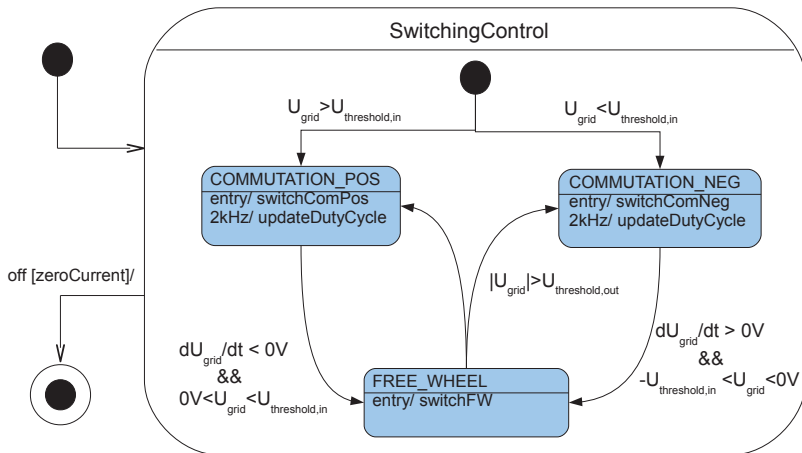 SwitchingControl
U_grid>U_threshold,in
U_grid<U_threshold,in
COMMUTATION_POS
entry/ switchComPos
2kHz/ updateDutyCycle
COMMUTATION_NEG
entry/ switchComNeg
2kHz/ updateDutyCycle
off [zeroCurrent]/
|U_grid|>U_threshold,out
dU_grid/dt < 0V
&&
0V<U_grid<U_threshold,in
dU_grid/dt > 0V
&&
-U_threshold,in <U_grid<0V
FREE_WHEEL
entry/ switchFW